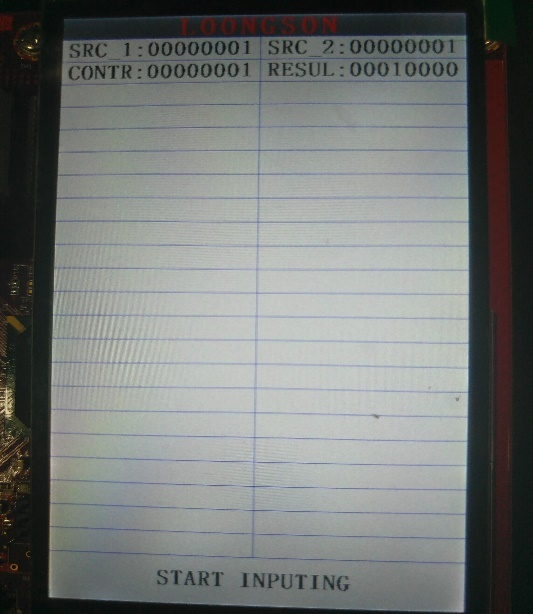 LOONGSON
SRC_1:00000001 SRC_2:00000001
CONTR:00000001 RESUL:00010000
START INPUTING